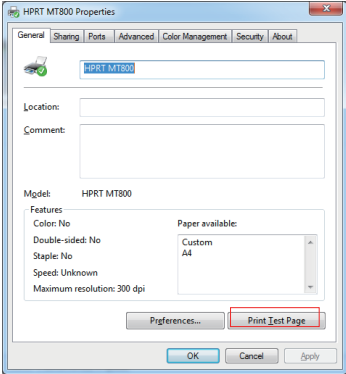 HPRT MT800 Properties
General Sharing Ports Advanced Color Management Security About
HPRT MT800
Location:
Comment:
Model: HPRT MT800
Features
Color: No
Double-sided: No
Staple: No
Speed: Unknown
Maximum resolution: 300 dpi
Paper available:
Custom
A4
Preferences...
Print Test Page
OK Cancel Apply